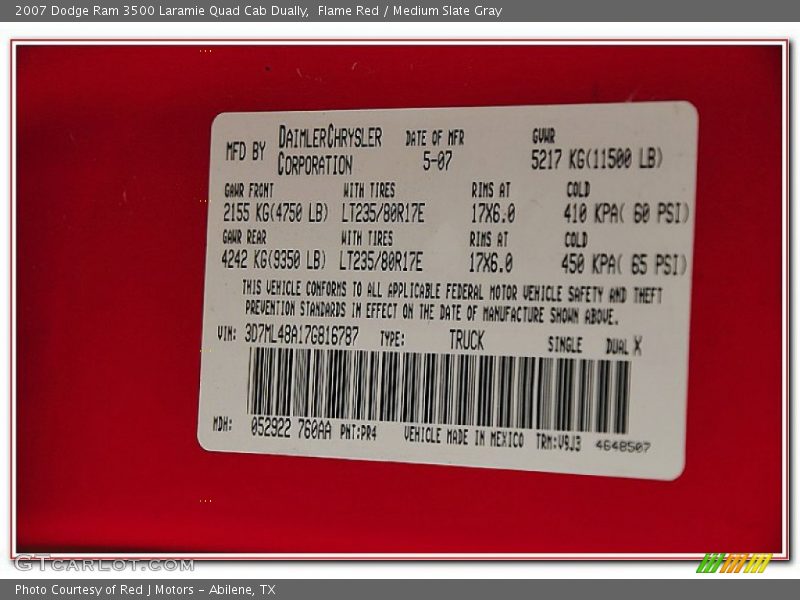 2007 Dodge Ram 3500 Laramie Quad Cab Dually, Flame Red / Medium Slate Gray
MFD BY DAIMLERCHRYSLER CORPORATION DATE OF MFR 5-07 GVWR 5217 KG(11500 LB)
GAWR FRONT WITH TIRES RIMS AT COLD
2155 KG(4750 LB) LT235/80R17E 17X6.0 410 KPA( 60 PSI)
GAWR REAR WITH TIRES RIMS AT COLD
4242 KG(9350 LB) LT235/80R17E 17X6.0 450 KPA( 65 PSI)
THIS VEHICLE CONFORMS TO ALL APPLICABLE FEDERAL MOTOR VEHICLE SAFETY AND THEFT
PREVENTION STANDARDS IN EFFECT ON THE DATE OF MANUFACTURE SHOWN ABOVE.
VIN: 3D7ML48A17G816787 TYPE: TRUCK SINGLE DUAL X
MDH: 052922 760AA PNT:PR4 VEHICLE MADE IN MEXICO TRM:V9J3 4648507
GTCARLOT.COM
Photo Courtesy of Red J Motors - Abilene, TX